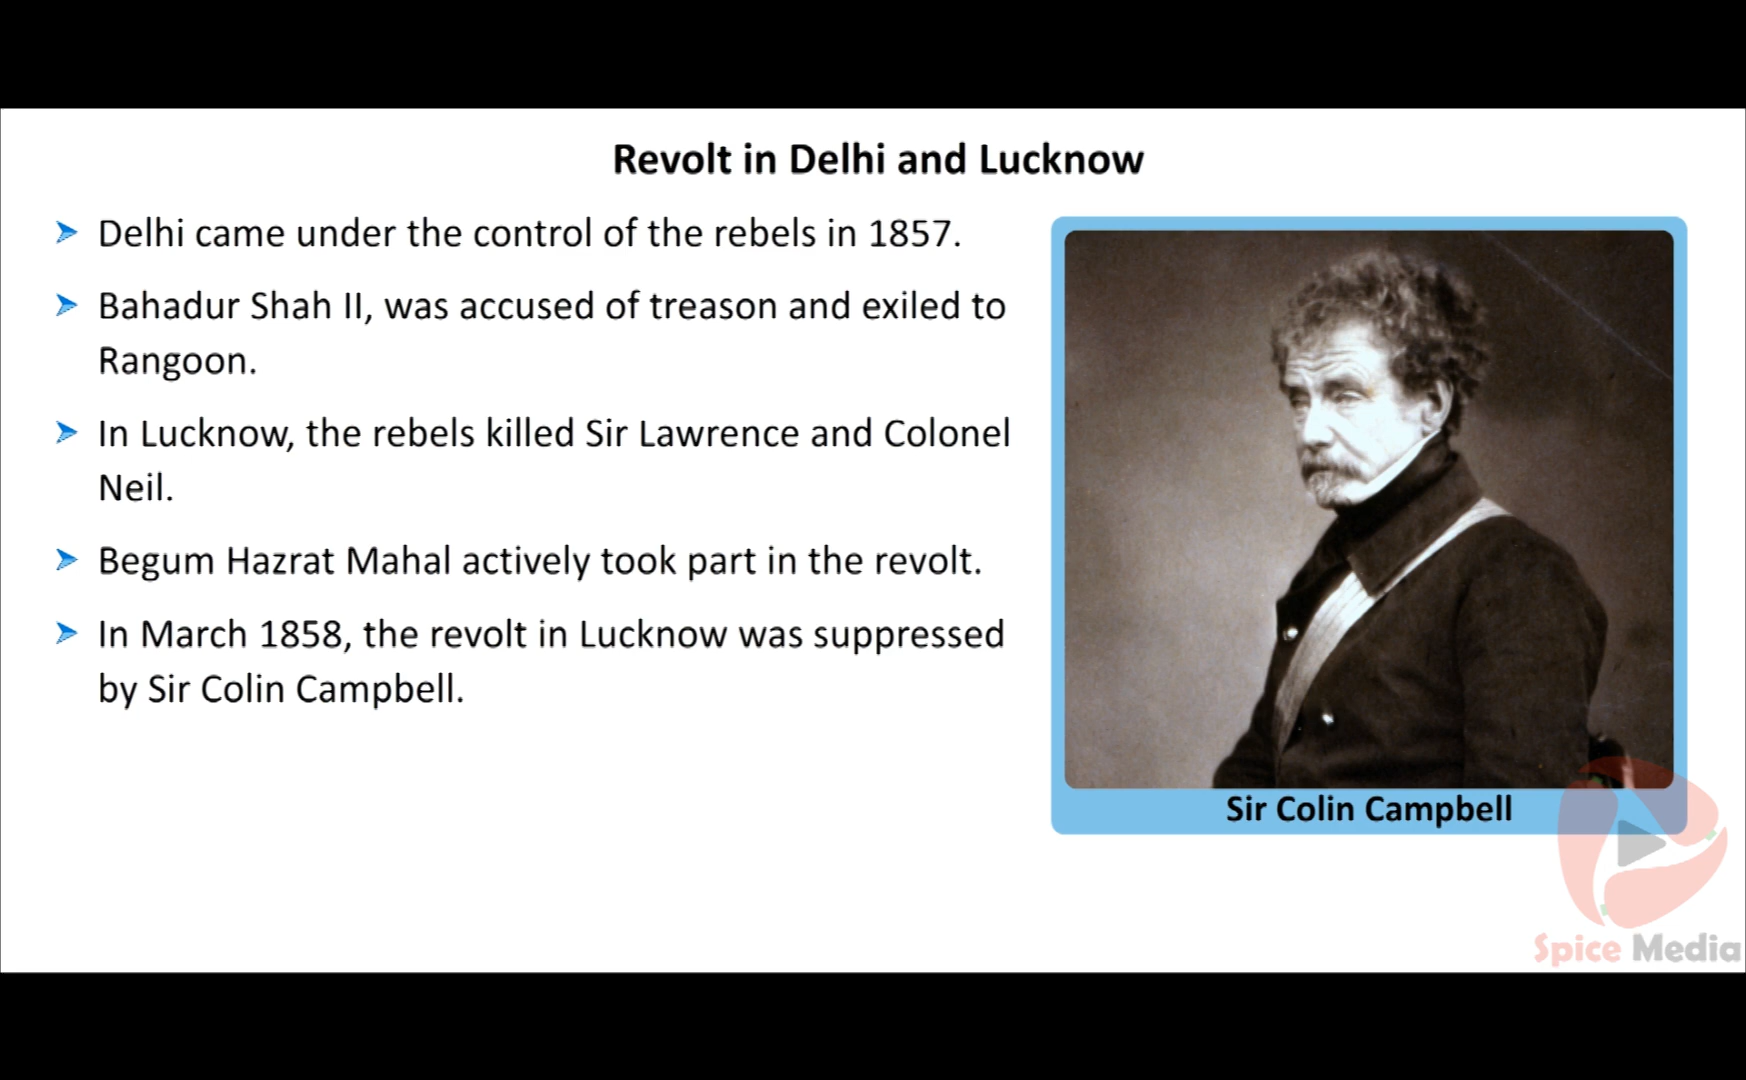 Revolt in Delhi and Lucknow
Delhi came under the control of the rebels in 1857.
Bahadur Shah II, was accused of treason and exiled to
Rangoon.
In Lucknow, the rebels killed Sir Lawrence and Colonel
Neil.
Begum Hazrat Mahal actively took part in the revolt.
In March 1858, the revolt in Lucknow was suppressed
by Sir Colin Campbell.
Sir Colin Campbell
Spice Media